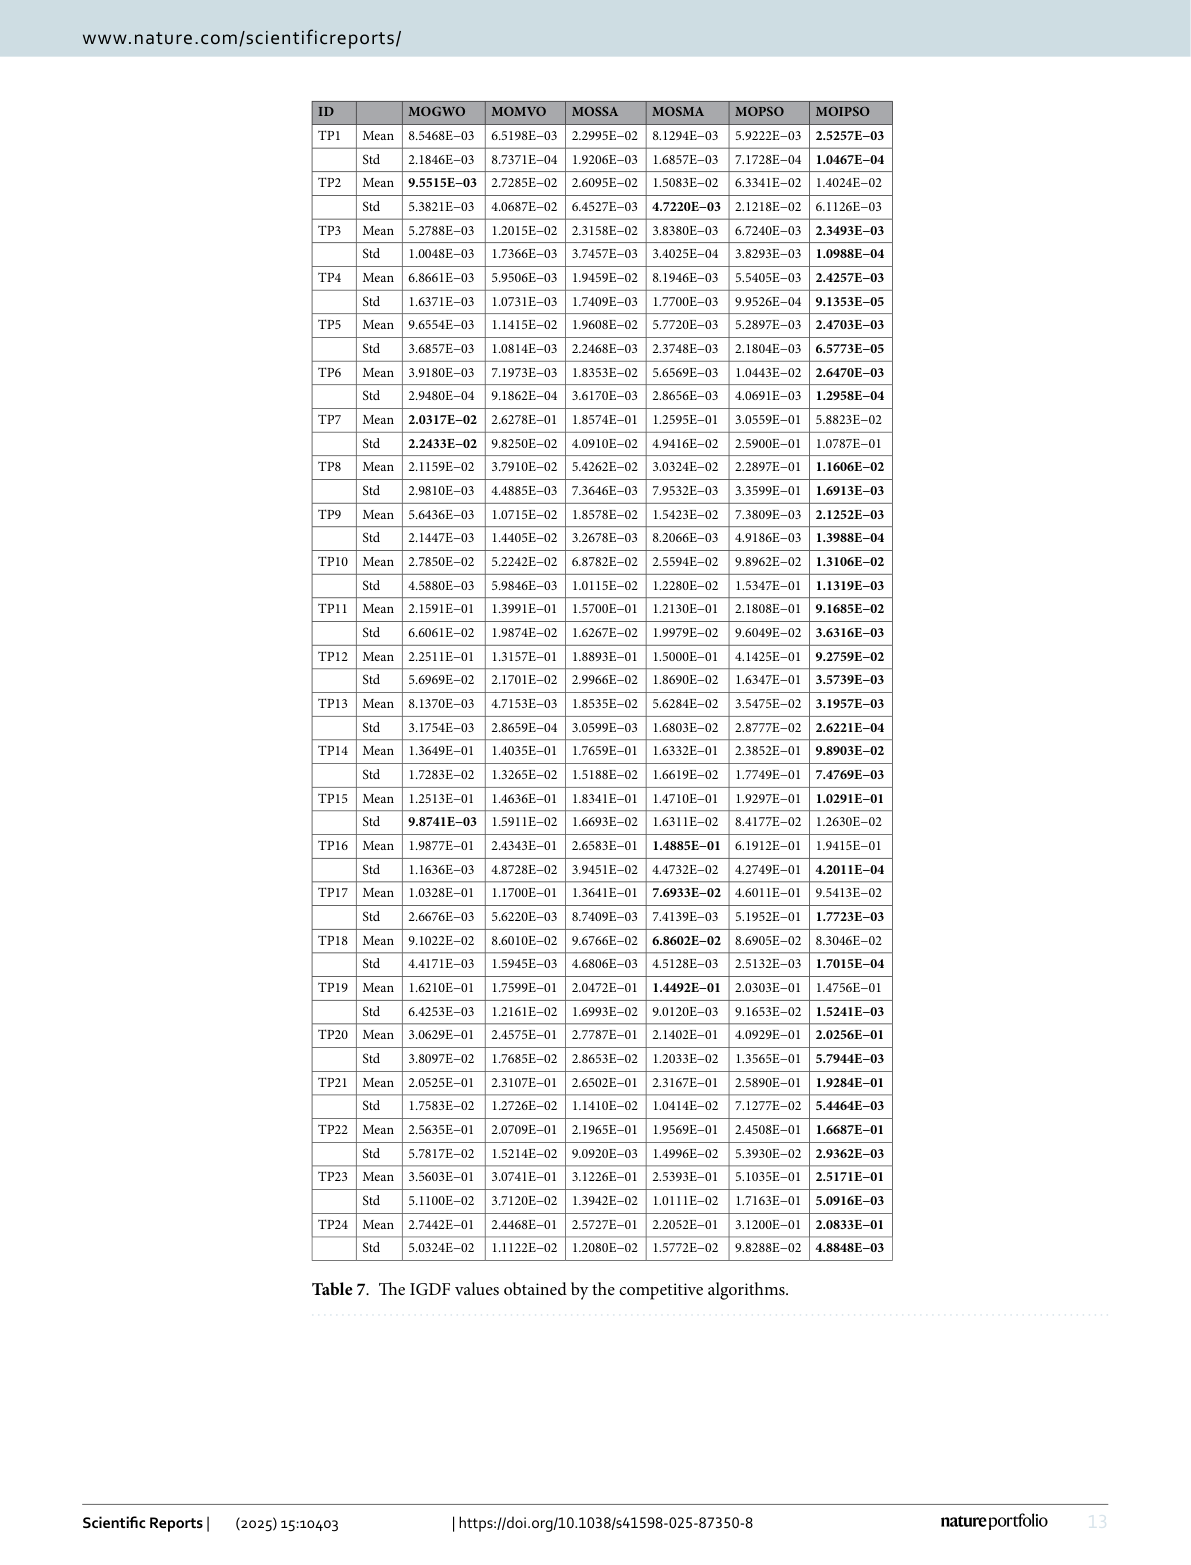 www.nature.com/scientificreports/
ID MOGWO MOMVO MOSSA MOSMA MOPSO MOIPSO
TP1 Mean 8.5468E−03 6.5198E−03 2.2995E−02 8.1294E−03 5.9222E−03 2.5257E−03
Std 2.1846E−03 8.7371E−04 1.9206E−03 1.6857E−03 7.1728E−04 1.0467E−04
TP2 Mean 9.5515E−03 2.7285E−02 2.6095E−02 1.5083E−02 6.3341E−02 1.4024E−02
Std 5.3821E−03 4.0687E−02 6.4527E−03 4.7220E−03 2.1218E−02 6.1126E−03
TP3 Mean 5.2788E−03 1.2015E−02 2.3158E−02 3.8380E−03 6.7240E−03 2.3493E−03
Std 1.0048E−03 1.7366E−03 3.7457E−03 3.4025E−04 3.8293E−03 1.0988E−04
TP4 Mean 6.8661E−03 5.9506E−03 1.9459E−02 8.1946E−03 5.5405E−03 2.4257E−03
Std 1.6371E−03 1.0731E−03 1.7409E−03 1.7700E−03 9.9526E−04 9.1353E−05
TP5 Mean 9.6554E−03 1.1415E−02 1.9608E−02 5.7720E−03 5.2897E−03 2.4703E−03
Std 3.6857E−03 1.0814E−03 2.2468E−03 2.3748E−03 2.1804E−03 6.5773E−05
TP6 Mean 3.9180E−03 7.1973E−03 1.8352E−02 5.6569E−03 1.0443E−02 2.6470E−03
Std 2.9480E−04 9.1862E−04 3.6170E−03 2.8656E−03 4.0691E−03 1.2958E−04
TP7 Mean 2.0317E−02 2.6278E−01 1.8574E−01 1.2595E−01 3.0559E−01 5.8823E−02
Std 2.2433E−02 9.8250E−02 4.0910E−02 4.9416E−02 2.5900E−01 1.0787E−01
TP8 Mean 2.1159E−02 3.7910E−02 5.4262E−02 3.0324E−02 2.2897E−01 1.1606E−02
Std 2.9810E−03 4.4885E−03 7.3646E−03 7.9532E−03 3.3599E−01 1.6913E−03
TP9 Mean 5.6436E−03 1.0715E−02 1.8578E−02 1.5423E−02 7.3809E−03 2.1252E−03
Std 2.1447E−03 1.4405E−02 3.2678E−03 8.2066E−03 4.9186E−03 1.3988E−04
TP10 Mean 2.7850E−02 5.2242E−02 6.8782E−02 2.5594E−02 9.8962E−02 1.3106E−02
Std 4.5880E−03 5.9846E−03 1.0115E−02 1.2280E−02 1.5347E−01 1.1319E−03
TP11 Mean 2.1591E−01 1.3991E−01 1.5700E−01 1.2130E−01 2.1808E−01 9.1685E−02
Std 6.6061E−02 1.9874E−02 1.6267E−02 1.9979E−02 9.6049E−02 3.6316E−03
TP12 Mean 2.2511E−01 1.3157E−01 1.8893E−01 1.5000E−01 4.1425E−01 9.2759E−02
Std 5.6969E−02 2.1701E−02 2.9966E−02 1.8690E−02 1.6347E−01 3.5739E−03
TP13 Mean 8.1370E−03 4.7153E−03 1.8535E−02 5.6284E−02 3.5475E−02 3.1957E−03
Std 3.1754E−03 2.8659E−04 3.0599E−03 1.6803E−02 2.8777E−02 2.6221E−04
TP14 Mean 1.3649E−01 1.4035E−01 1.7659E−01 1.6332E−01 2.3852E−01 9.8903E−02
Std 1.7283E−02 1.3265E−02 1.5188E−02 1.6619E−02 1.7749E−01 7.4769E−03
TP15 Mean 1.2513E−01 1.4636E−01 1.8341E−01 1.4710E−01 1.9297E−01 1.0291E−01
Std 9.8741E−03 1.5911E−02 1.6693E−02 1.6311E−02 8.4177E−02 1.2630E−02
TP16 Mean 1.9877E−01 2.4343E−01 2.6583E−01 1.4885E−01 6.1912E−01 1.9415E−01
Std 1.1636E−03 4.8728E−02 3.9451E−02 4.4732E−02 4.2749E−01 4.2011E−04
TP17 Mean 1.0328E−01 1.1700E−01 1.3641E−01 7.6933E−02 4.6011E−01 9.5413E−02
Std 2.6676E−03 5.6220E−03 8.7409E−03 7.4139E−03 5.1952E−01 1.7723E−03
TP18 Mean 9.1022E−02 8.6010E−02 9.6766E−02 6.8602E−02 8.6905E−02 8.3046E−02
Std 4.4171E−03 1.5945E−03 4.6806E−03 4.5128E−03 2.5132E−03 1.7015E−04
TP19 Mean 1.6210E−01 1.7599E−01 2.0472E−01 1.4492E−01 2.0303E−01 1.4756E−01
Std 6.4253E−03 1.2161E−02 1.6993E−02 9.0120E−03 9.1653E−02 1.5241E−03
TP20 Mean 3.0629E−01 2.4575E−01 2.7787E−01 2.1402E−01 4.0929E−01 2.0256E−01
Std 3.8097E−02 1.7685E−02 2.8653E−02 1.2033E−02 1.3565E−01 5.7944E−03
TP21 Mean 2.0525E−01 2.3107E−01 2.6502E−01 2.3167E−01 2.5890E−01 1.9284E−01
Std 1.7583E−02 1.2726E−02 1.1410E−02 1.0414E−02 7.1277E−02 5.4464E−03
TP22 Mean 2.5635E−01 2.0709E−01 2.1965E−01 1.9569E−01 2.4508E−01 1.6687E−01
Std 5.7817E−02 1.5214E−02 9.0920E−03 1.4996E−02 5.3930E−02 2.9362E−03
TP23 Mean 3.5603E−01 3.0741E−01 3.1226E−01 2.5393E−01 5.1035E−01 2.5171E−01
Std 5.1100E−02 3.7120E−02 1.3942E−02 1.0111E−02 1.7163E−01 5.0916E−03
TP24 Mean 2.7442E−01 2.4468E−01 2.5727E−01 2.2052E−01 3.1200E−01 2.0833E−01
Std 5.0324E−02 1.1122E−02 1.2080E−02 1.5772E−02 9.8288E−02 4.8848E−03
Table 7. The IGDF values obtained by the competitive algorithms.
Scientific Reports | (2025) 15:10403 | https://doi.org/10.1038/s41598-025-87350-8 natureportfolio 13